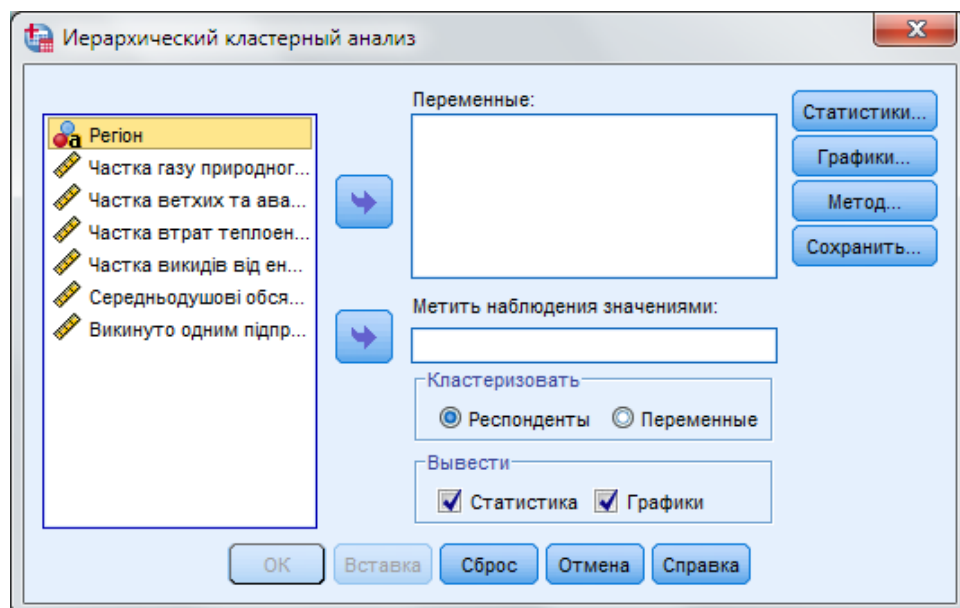 Иерархический кластерный анализ
Регіон
Частка газу природног...
Частка ветхих та ава...
Частка втрат теплоен...
Частка викидів від ен...
Середньодушові обся...
Викинуто одним підпр...
Переменные:
Метить наблюдения значениями:
Кластеризовать
Респонденты Переменные
Вывести
Статистика Графики
Статистики...
Графики...
Метод...
Сохранить...
ОК Вставка Сброс Отмена Справка